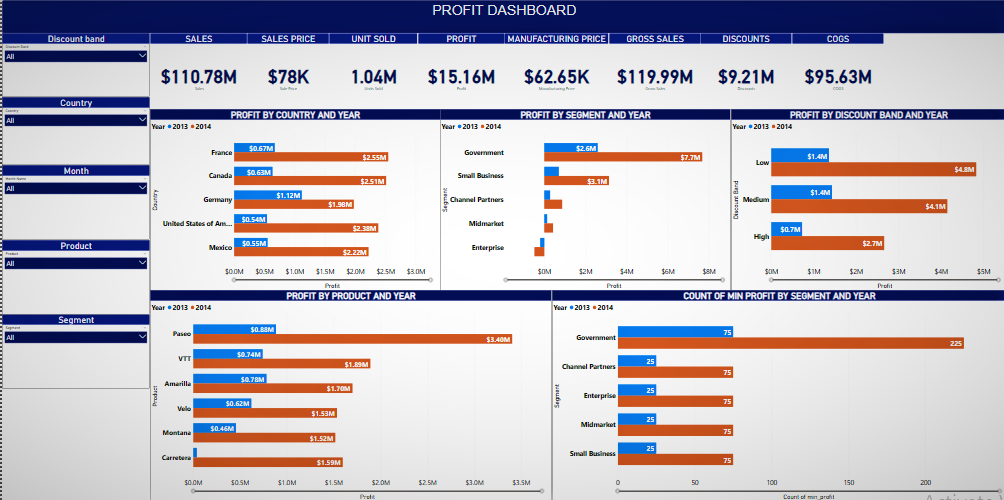 PROFIT DASHBOARD
Discount band
Discount Band
All
Country
Country
All
Month
Month Name
All
Product
Product
All
Segment
Segment
All
SALES SALES PRICE UNIT SOLD PROFIT MANUFACTURING PRICE GROSS SALES DISCOUNTS COGS
$110.78M $78K 1.04M $15.16M $62.65K $119.99M $9.21M $95.63M
Sales Sale Price Units Sold Profit Manufacturing Price Gross Sales Discounts COGS
PROFIT BY COUNTRY AND YEAR
Year 2013 2014
Country
France $0.67M $2.55M
Canada $0.63M $2.51M
Germany $1.12M $1.98M
United States of Am... $0.54M $2.38M
Mexico $0.55M $2.22M
$0.0M $0.5M $1.0M $1.5M $2.0M $2.5M $3.0M
Profit
PROFIT BY SEGMENT AND YEAR
Year 2013 2014
Segment
Government $2.6M $7.7M
Small Business $3.1M
Channel Partners
Midmarket
Enterprise
$0M $2M $4M $6M $8M
Profit
PROFIT BY DISCOUNT BAND AND YEAR
Year 2013 2014
Discount Band
Low $1.4M $4.8M
Medium $1.4M $4.1M
High $0.7M $2.7M
$0M $1M $2M $3M $4M $5M
Profit
PROFIT BY PRODUCT AND YEAR
Year 2013 2014
Product
Paseo $0.88M $3.40M
VTT $0.74M $1.89M
Amarilla $0.78M $1.70M
Velo $0.62M $1.53M
Montana $0.46M $1.52M
Carretera $1.59M
$0.0M $0.5M $1.0M $1.5M $2.0M $2.5M $3.0M $3.5M
Profit
COUNT OF MIN PROFIT BY SEGMENT AND YEAR
Year 2013 2014
Segment
Government 75 225
Channel Partners 25 75
Enterprise 25 75
Midmarket 25 75
Small Business 25 75
0 50 100 150 200
Count of min_profit